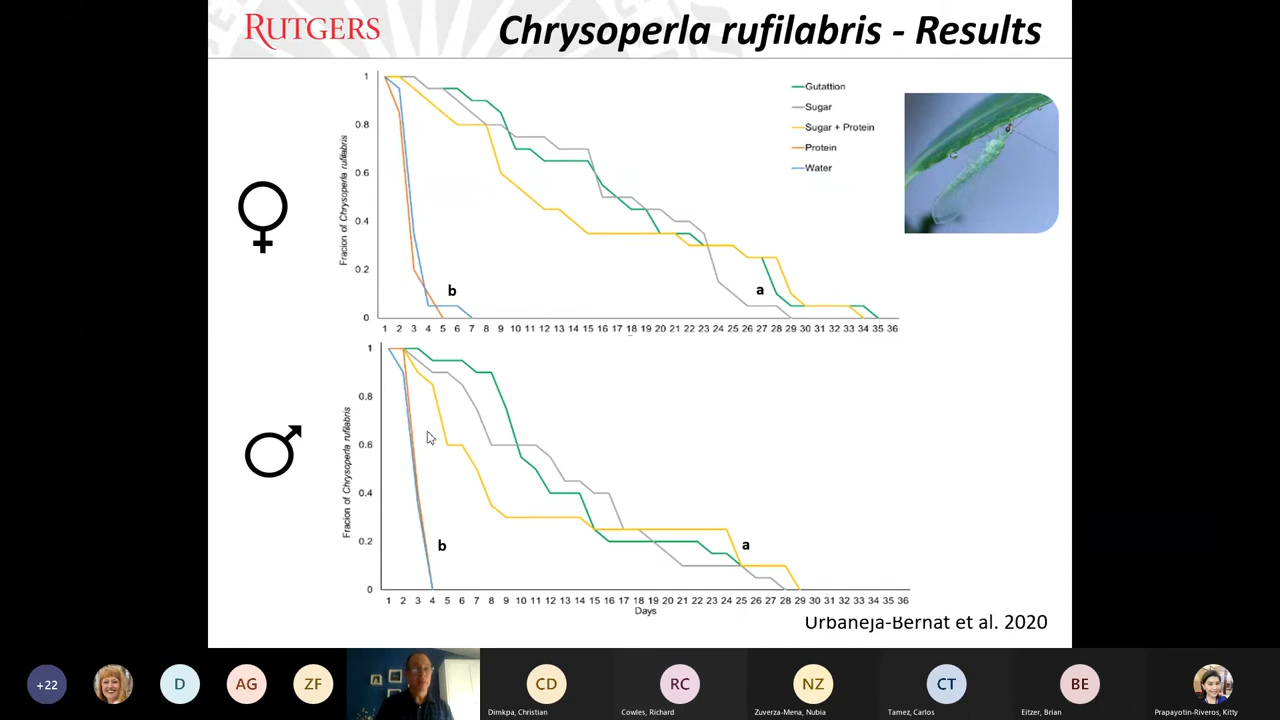 RUTGERS
Chrysoperla rufilabris - Results
Fracion of Chrysoperla rufilabris
1
0.8
0.6
0.4
0.2
0
Gutattion
Sugar
Sugar + Protein
Protein
Water
b
a
1 2 3 4 5 6 7 8 9 10 11 12 13 14 15 16 17 18 19 20 21 22 23 24 25 26 27 28 29 30 31 32 33 34 35 36
Fracion of Chrysoperla rufilabris
1
0.8
0.6
0.4
0.2
0
b
a
1 2 3 4 5 6 7 8 9 10 11 12 13 14 15 16 17 18 19 20 21 22 23 24 25 26 27 28 29 30 31 32 33 34 35 36
Days
Urbaneja-Bernat et al. 2020
+22
D
AG
ZF
CD
RC
NZ
CT
BE
Dimkpa, Christian
Cowles, Richard
Zuverza-Mena, Nubia
Tamez, Carlos
Eitzer, Brian
Prapayotin-Riveros, Kitty